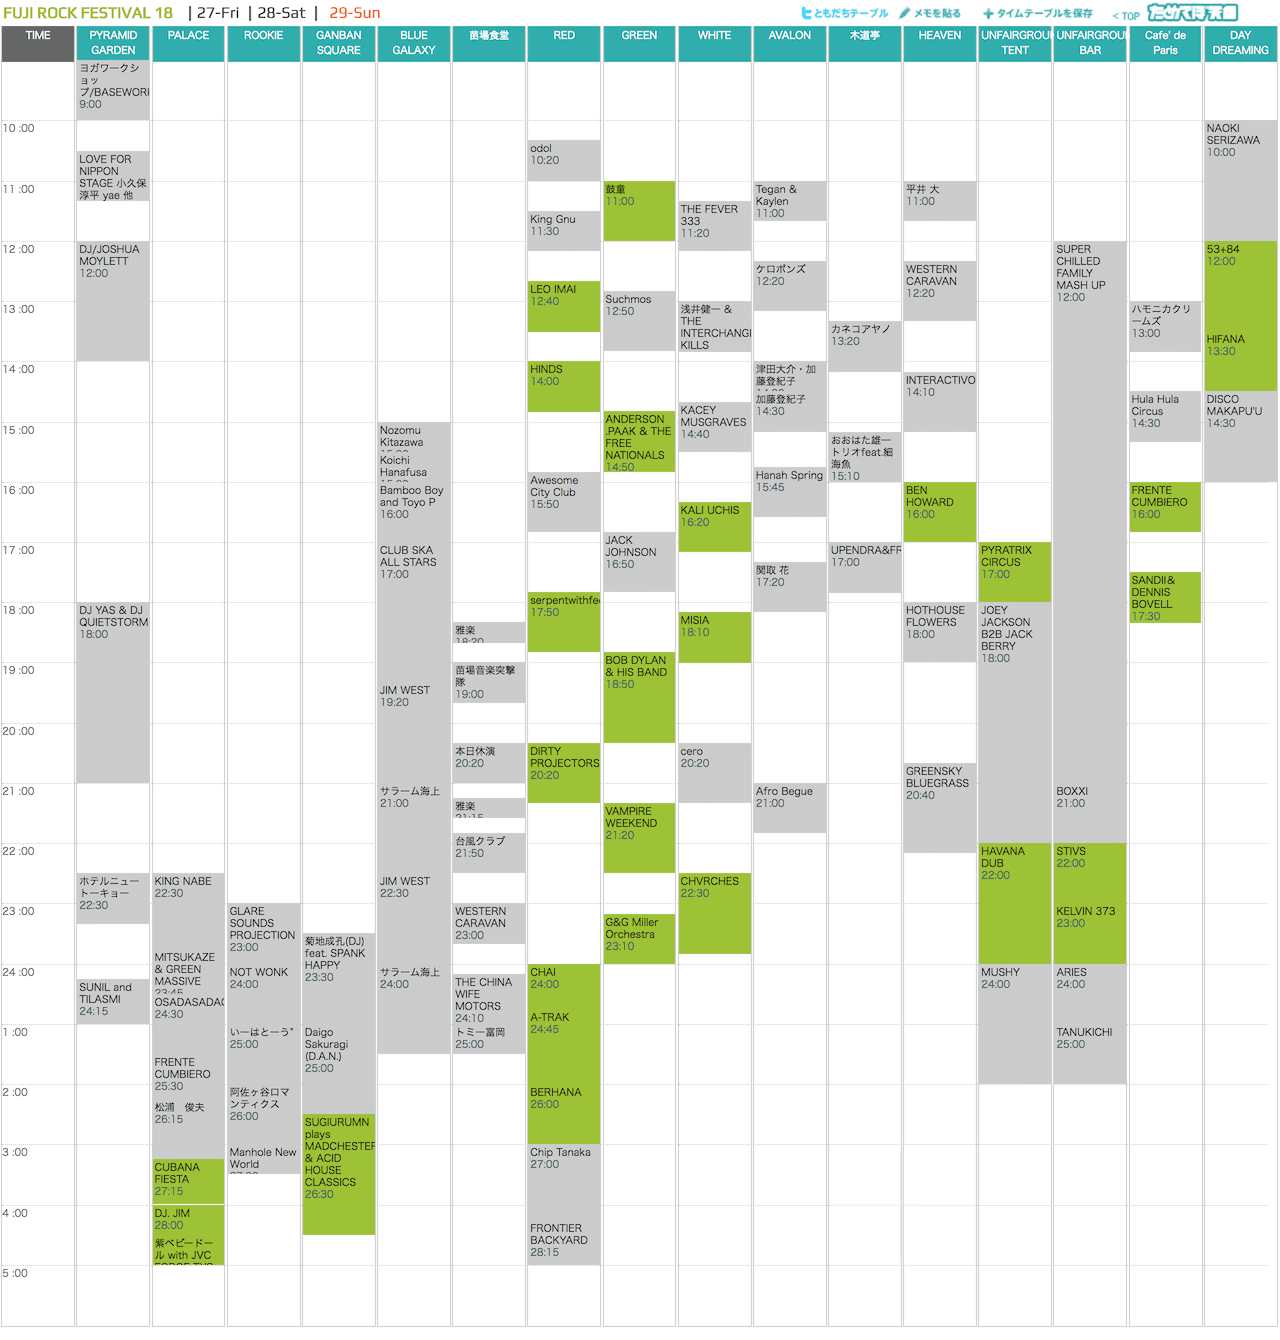 FUJI ROCK FESTIVAL 18 | 27-Fri | 28-Sat | 29-Sun
ともだちテーブル メモを貼る +タイムテーブルを保存 <TOP ためくぼ天国
TIME
PYRAMID
GARDEN
PALACE
ROOKIE
GANBAN
SQUARE
BLUE
GALAXY
苗場食堂
RED
GREEN
WHITE
AVALON
木道亭
HEAVEN
UNFAIRGROU
TENT
UNFAIRGROU
BAR
Cafe' de
Paris
DAY
DREAMING
10 :00
11 :00
12 :00
13 :00
14 :00
15 :00
16 :00
17 :00
18 :00
19 :00
20 :00
21 :00
22 :00
23 :00
24 :00
1 :00
2 :00
3 :00
4 :00
5 :00
ヨガワークシ
ョッ
プ/BASEWORK
9:00
LOVE FOR
NIPPON
STAGE 小久保
淳平 yae 他
DJ/JOSHUA
MOYLETT
12:00
DJ YAS & DJ
QUIETSTORM
18:00
ホテルニュー
トーキョー
22:30
SUNIL and
TILASMI
24:15
KING NABE
22:30
MITSUKAZE
& GREEN
MASSIVE
23:45
OSADASADAO
24:30
FRENTE
CUMBIERO
25:30
松浦 俊夫
26:15
CUBANA
FIESTA
27:15
DJ. JIM
28:00
紫ベビードー
ル with JVC
GLARE
SOUNDS
PROJECTION
23:00
NOT WONK
24:00
いーはとーう"
25:00
阿佐ヶ谷ロマ
ンティクス
26:00
Manhole New
World
菊地成孔(DJ)
feat. SPANK
HAPPY
23:30
Daigo
Sakuragi
(D.A.N.)
25:00
SUGIURUMN
plays
MADCHESTER
& ACID
HOUSE
CLASSICS
26:30
Nozomu
Kitazawa
Koichi
Hanafusa
Bamboo Boy
and Toyo P
16:00
CLUB SKA
ALL STARS
17:00
JIM WEST
19:20
サラーム海上
21:00
JIM WEST
22:30
サラーム海上
24:00
雅楽
18:20
苗場音楽突撃
隊
19:00
本日休演
20:20
雅楽
21:15
台風クラブ
21:50
WESTERN
CARAVAN
23:00
THE CHINA
WIFE
MOTORS
24:10
トミー富岡
25:00
odol
10:20
King Gnu
11:30
LEO IMAI
12:40
HINDS
14:00
Awesome
City Club
15:50
serpentwithfe
17:50
DIRTY
PROJECTORS
20:20
CHAI
24:00
A-TRAK
24:45
BERHANA
26:00
Chip Tanaka
27:00
FRONTIER
BACKYARD
28:15
鼓童
11:00
Suchmos
12:50
ANDERSON
.PAAK & THE
FREE
NATIONALS
14:50
JACK
JOHNSON
16:50
BOB DYLAN
& HIS BAND
18:50
VAMPIRE
WEEKEND
21:20
G&G Miller
Orchestra
23:10
THE FEVER
333
11:20
浅井健一 &
THE
INTERCHANGE
KILLS
KACEY
MUSGRAVES
14:40
KALI UCHIS
16:20
MISIA
18:10
cero
20:20
CHVRCHES
22:30
Tegan &
Kaylen
11:00
ケロポンズ
12:20
津田大介・加
藤登紀子
加藤登紀子
14:30
Hanah Spring
15:45
関取 花
17:20
Afro Begue
21:00
カネコアヤノ
13:20
おおはた雄一
トリオfeat.細
海魚
15:10
UPENDRA&FR
17:00
平井 大
11:00
WESTERN
CARAVAN
12:20
INTERACTIVO
14:10
BEN
HOWARD
16:00
HOTHOUSE
FLOWERS
18:00
GREENSKY
BLUEGRASS
20:40
PYRATRIX
CIRCUS
17:00
JOEY
JACKSON
B2B JACK
BERRY
18:00
HAVANA
DUB
22:00
MUSHY
24:00
SUPER
CHILLED
FAMILY
MASH UP
12:00
BOXXI
21:00
STIVS
22:00
KELVIN 373
23:00
ARIES
24:00
TANUKICHI
25:00
ハモニカクリ
ームズ
13:00
Hula Hula
Circus
14:30
FRENTE
CUMBIERO
16:00
SANDII&
DENNIS
BOVELL
17:30
NAOKI
SERIZAWA
10:00
53+84
12:00
HIFANA
13:30
DISCO
MAKAPU'U
14:30